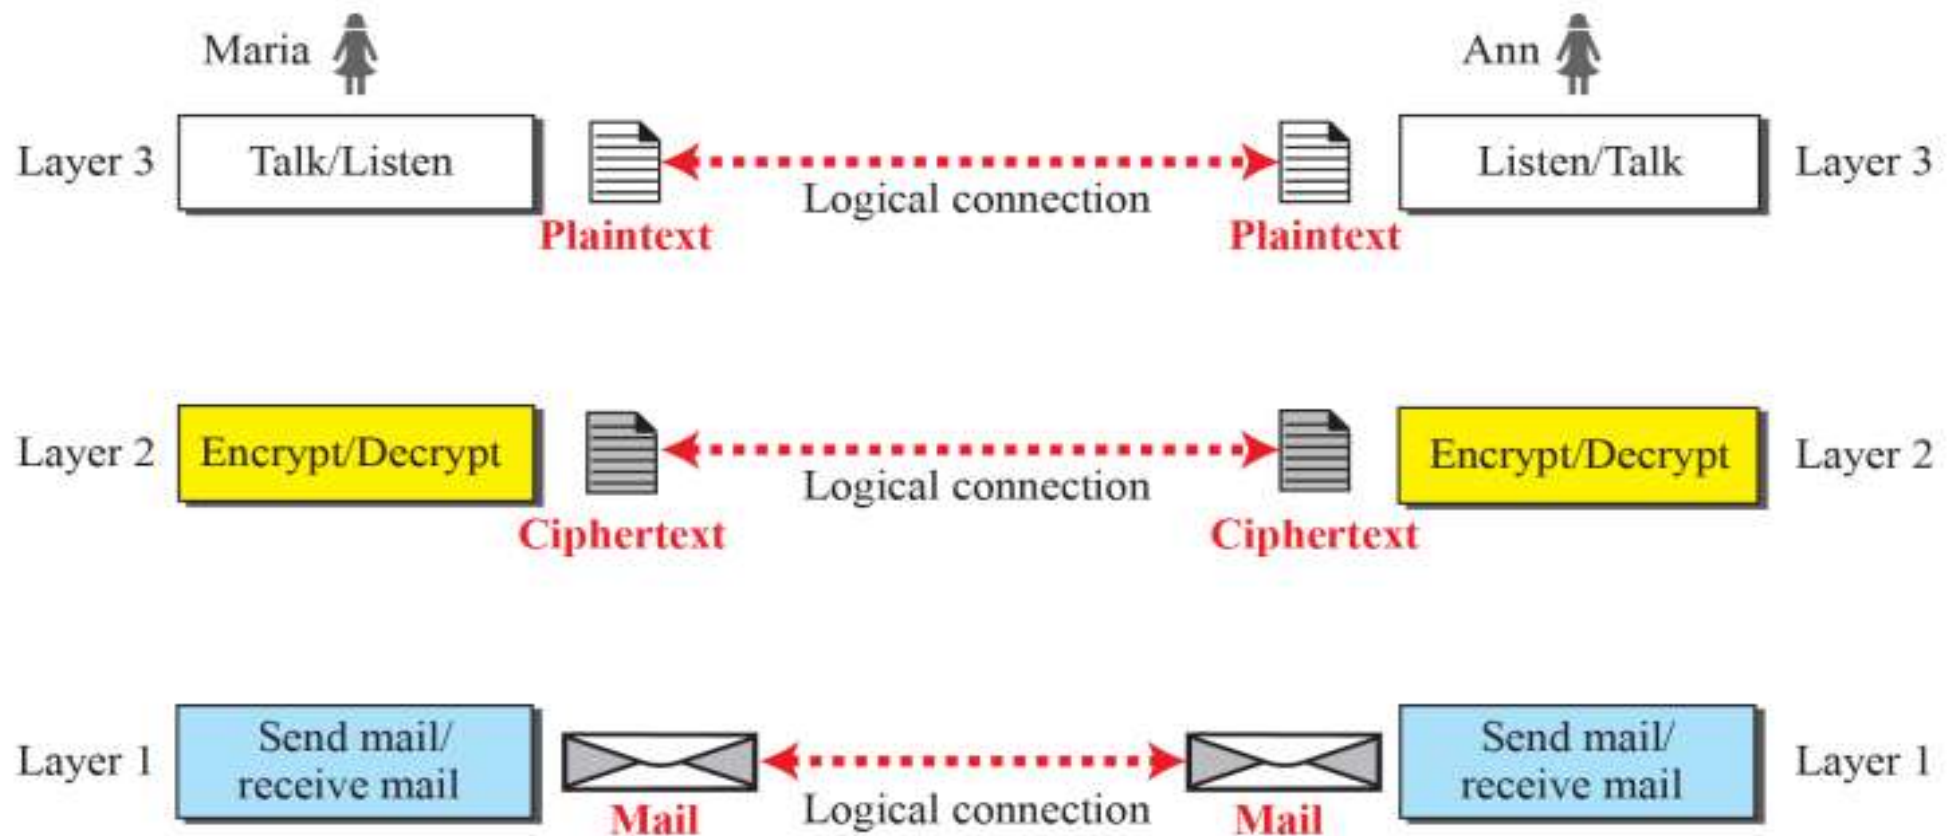 Maria
Ann
Layer 3
Talk/Listen
Logical connection
Listen/Talk
Layer 3
Plaintext
Plaintext
Layer 2
Encrypt/Decrypt
Logical connection
Encrypt/Decrypt
Layer 2
Ciphertext
Ciphertext
Layer 1
Send mail/
receive mail
Logical connection
Send mail/
receive mail
Layer 1
Mail
Mail